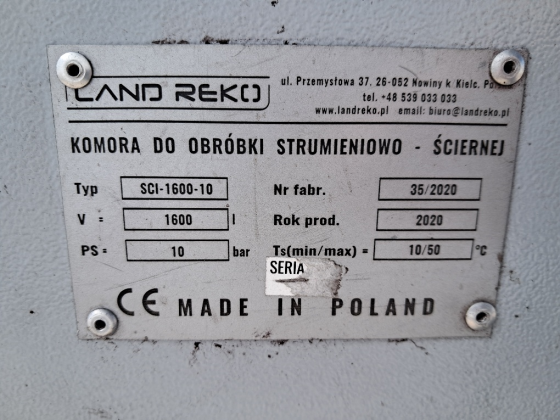 LAND REKO
ul. Przemysłowa 37. 26-052 Nowiny k. Kielc.
tel. +48 539 033 033
www.landreko.pl email: biuro@landreko.pl
KOMORA DO OBRÓBKI STRUMIENIOWO - ŚCIERNEJ
Typ SCI-1600-10 Nr fabr. 35/2020
V = 1600 l Rok prod. 2020
PS = 10 bar Ts(min/max) = 10/50 °C
SERIA
CE MADE IN POLAND